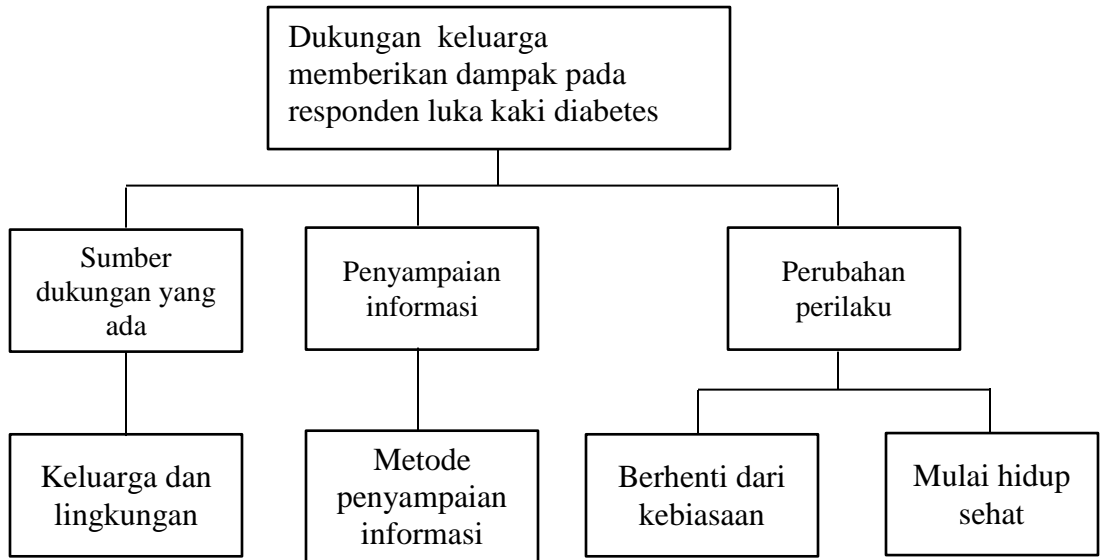 Dukungan keluarga
memberikan dampak pada
responden luka kaki diabetes
Sumber
dukungan yang
ada
Penyampaian
informasi
Perubahan
perilaku
Keluarga dan
lingkungan
Metode
penyampaian
informasi
Berhenti dari
kebiasaan
Mulai hidup
sehat